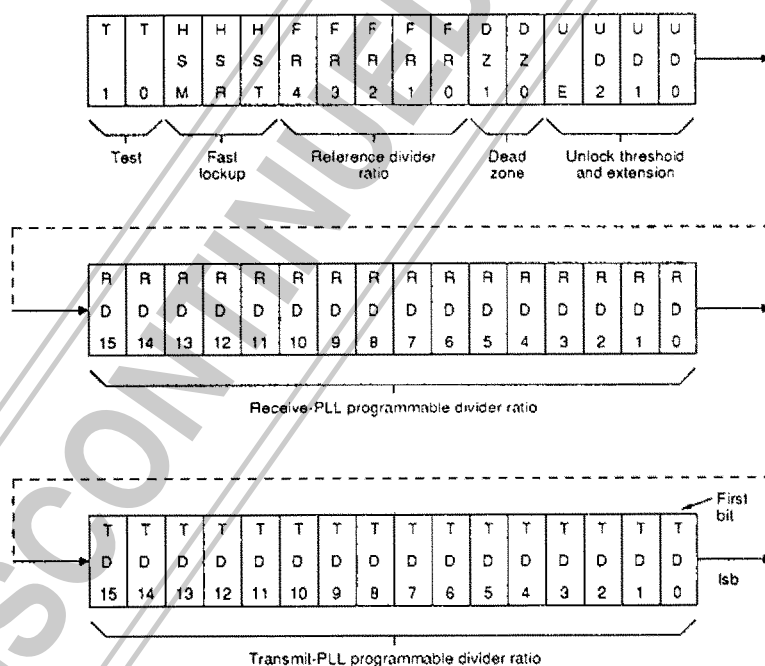 T T H H H F F F F F D D U U U U
S S S R R R R R Z Z D D D
1 0 M R T 4 3 2 1 0 1 0 E 2 1 0
Test
Fast
lockup
Reference divider
ratio
Dead
zone
Unlock threshold
and extension
R R R R R R R R R R R R R R R R
D D D D D D D D D D D D D D D D
15 14 13 12 11 10 9 8 7 6 5 4 3 2 1 0
Receive-PLL programmable divider ratio
First
bit
T T T T T T T T T T T T T T T T
D D D D D D D D D D D D D D D D
lsb
15 14 13 12 11 10 9 8 7 6 5 4 3 2 1 0
Transmit-PLL programmable divider ratio
SCONTINUED